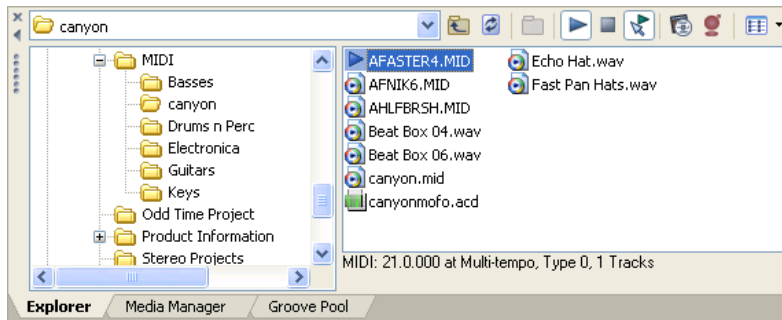 canyon
MIDI
Basses
canyon
Drums n Perc
Electronica
Guitars
Keys
Odd Time Project
Product Information
Stereo Projects
AFASTER4.MID
AFNIK6.MID
AHLFBRSH.MID
Beat Box 04.wav
Beat Box 06.wav
canyon.mid
canyonmofo.acd
Echo Hat.wav
Fast Pan Hats.wav
MIDI: 21.0.000 at Multi-tempo, Type 0, 1 Tracks
Explorer Media Manager Groove Pool